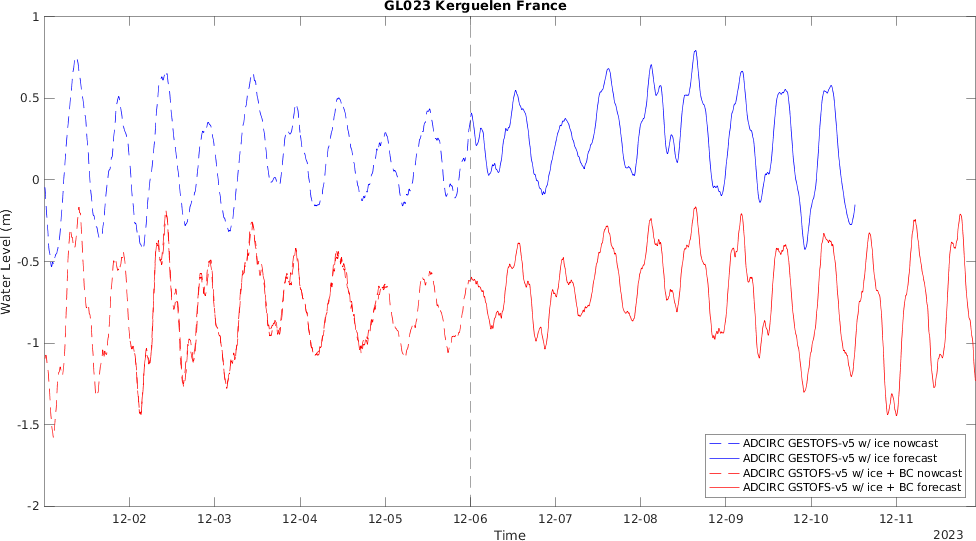 GL023 Kerguelen France
1
0.5
0
-0.5
-1
-1.5
-2
Water Level (m)
ADCIRC GESTOFS-v5 w/ ice nowcast
ADCIRC GESTOFS-v5 w/ ice forecast
ADCIRC GSTOFS-v5 w/ ice + BC nowcast
ADCIRC GSTOFS-v5 w/ ice + BC forecast
12-02 12-03 12-04 12-05 12-06 12-07 12-08 12-09 12-10 12-11
Time
2023